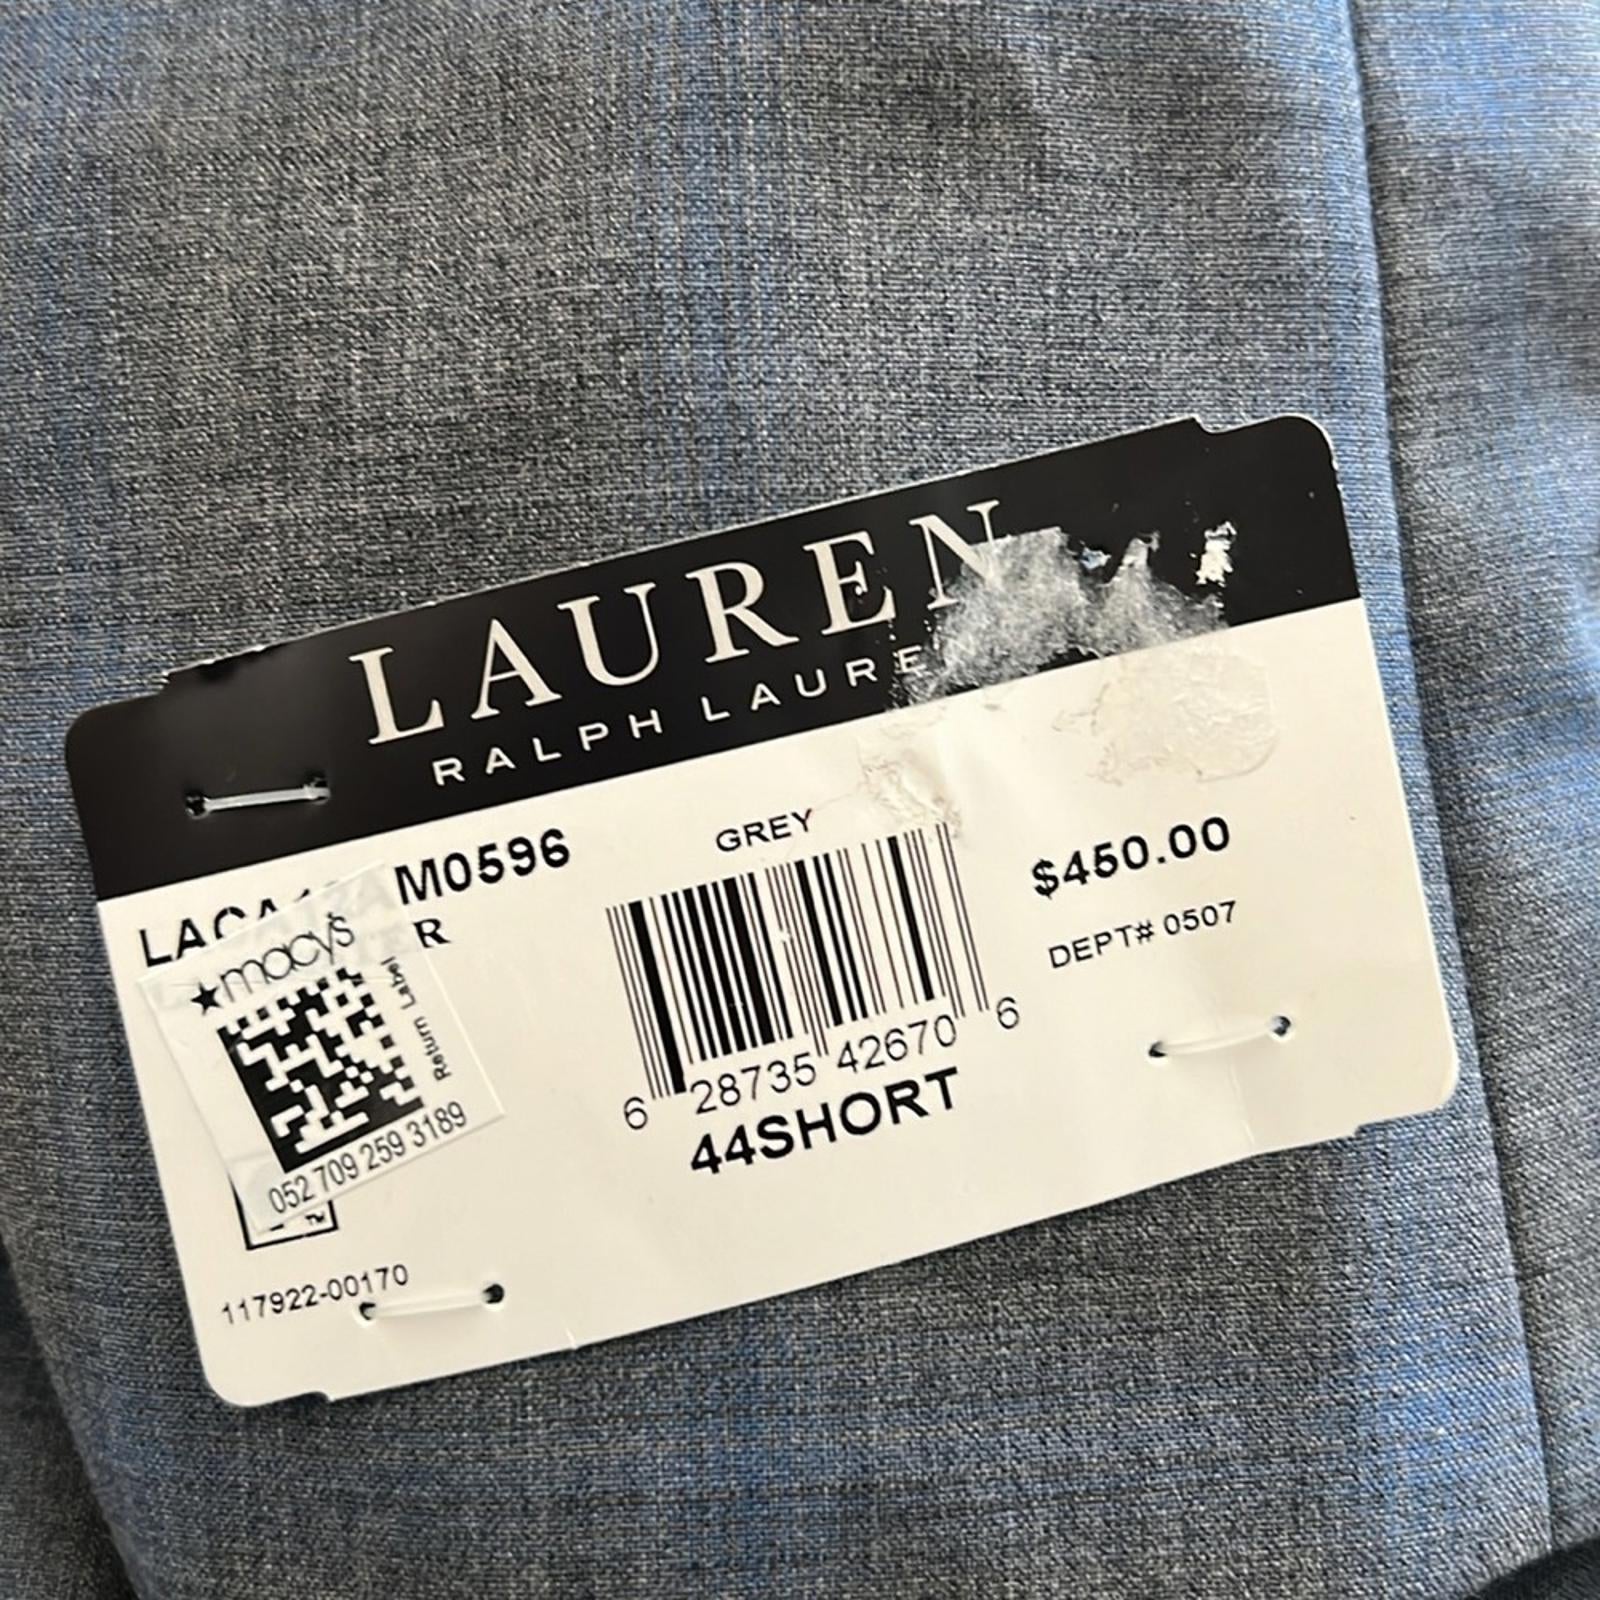 LAUREN
RALPH LAURE
M0596
R
GREY
$450.00
DEPT# 0507
★macy's
Return Label
052 709 259 3189
6 28735 42670 6
44SHORT
TM
117922-00170